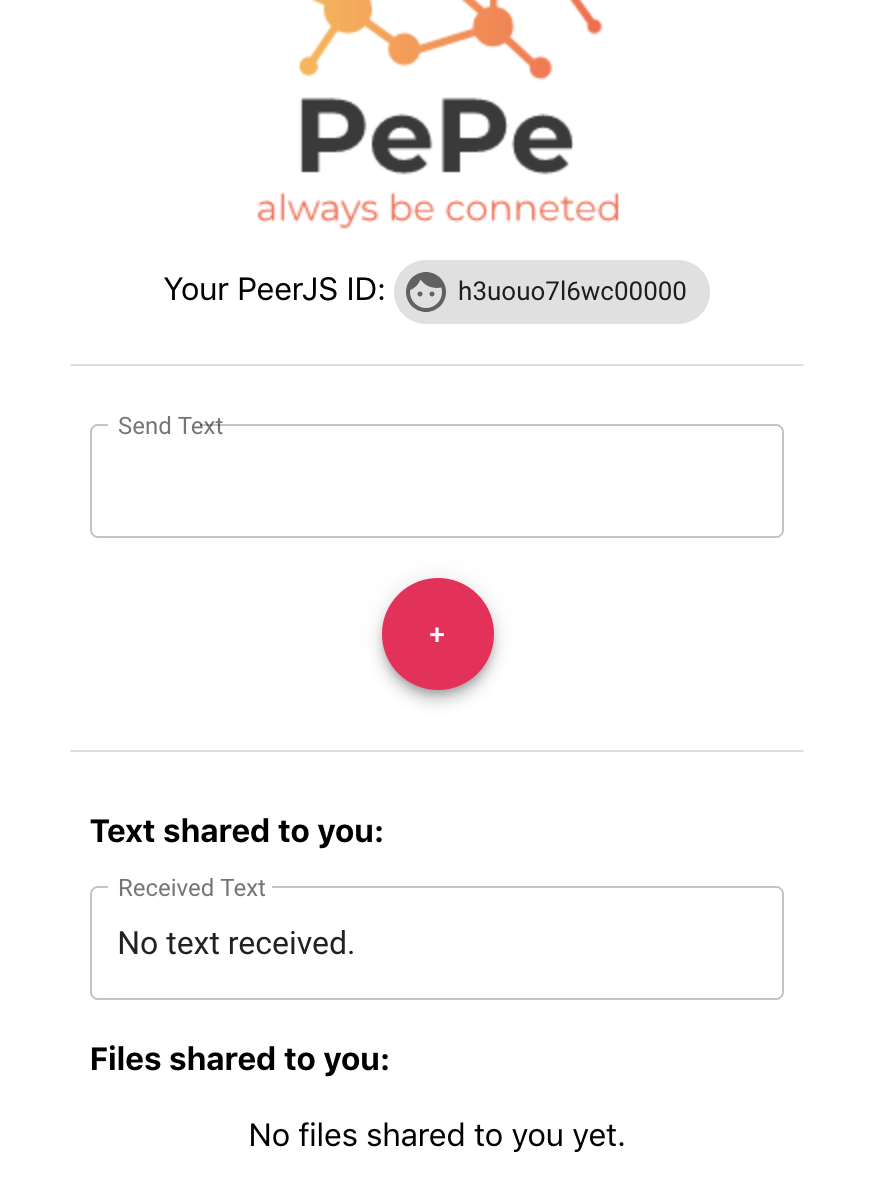 PePe
always be conneted
Your PeerJS ID: h3uouo7l6wc00000
Send Text
+
Text shared to you:
Received Text
No text received.
Files shared to you:
No files shared to you yet.